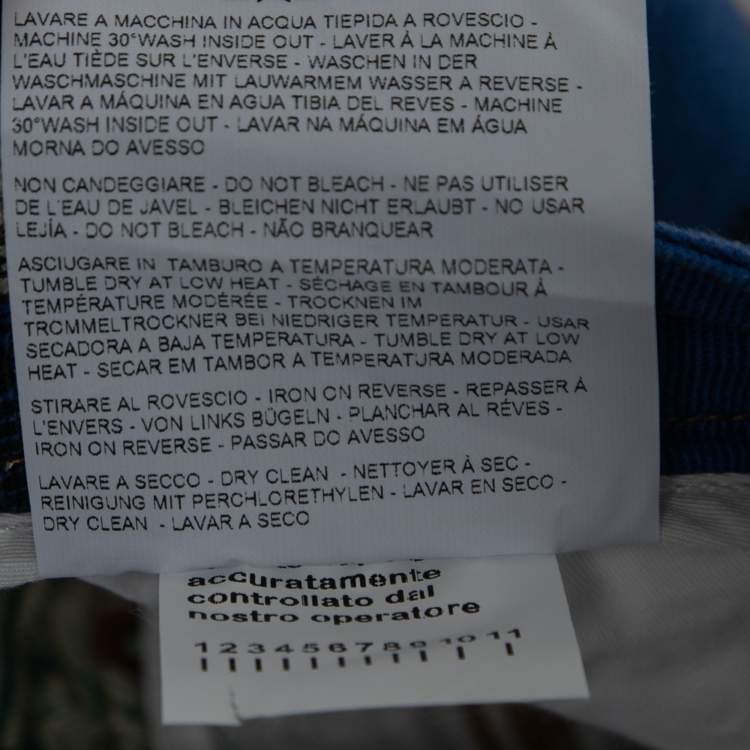 LAVARE A MACCHINA IN ACQUA TIEPIDA A ROVESCIO -
MACHINE 30°WASH INSIDE OUT - LAVER À LA MACHINE À
L'EAU TIÈDE SUR L'ENVERSE - WASCHEN IN DER
WASCHMASCHINE MIT LAUWARMEM WASSER A REVERSE -
LAVAR A MÁQUINA EN AGUA TIBIA DEL REVES - MACHINE
30°WASH INSIDE OUT - LAVAR NA MÁQUINA EM ÁGUA
MORNA DO AVESSO
NON CANDEGGIARE - DO NOT BLEACH - NE PAS UTILISER
DE L'EAU DE JAVEL - BLEICHEN NICHT ERLAUBT - NO USAR
LEJÍA - DO NOT BLEACH - NÃO BRANQUEAR
ASCIUGARE IN TAMBURO A TEMPERATURA MODERATA -
TUMBLE DRY AT LOW HEAT - SÉCHAGE EN TAMBOUR À
TEMPÉRATURE MODÉRÉE - TROCKNEN IM
TROMMELTROCKNER BEI NIEDRIGER TEMPERATUR - USAR
SECADORA A BAJA TEMPERATURA - TUMBLE DRY AT LOW
HEAT - SECAR EM TAMBOR A TEMPERATURA MODERADA
STIRARE AL ROVESCIO - IRON ON REVERSE - REPASSER À
L'ENVERS - VON LINKS BÜGELN - PLANCHAR AL RÉVES -
IRON ON REVERSE - PASSAR DO AVESSO
LAVARE A SECCO - DRY CLEAN - NETTOYER À SEC -
REINIGUNG MIT PERCHLORETHYLEN - LAVAR EN SECO -
DRY CLEAN - LAVAR A SECO
accuratamente
controllato dal
nostro operatore
1 2 3 4 5 6 7 8 9 10 11